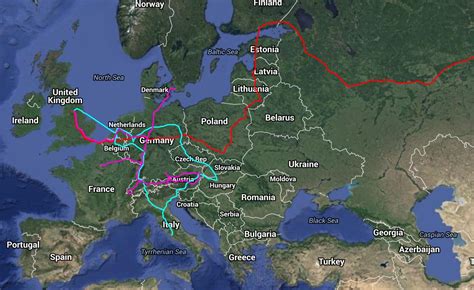 Finland
Estonia
Baltic Sea
Latvia
North Sea
Denmark
Lithuania
United
Kingdom
Ireland
Netherlands
Poland
Belarus
Germany
Belgium
Czech Rep
Ukraine
Slovakia
Austria
Moldova
France
Hungary
Romania
Croatia
Serbia
Italy
Black Sea
Bulgaria
Georgia
Caspian Sea
Portugal
Spain
Tyrrhenian Sea
Azerbaijan
Greece
Turkey